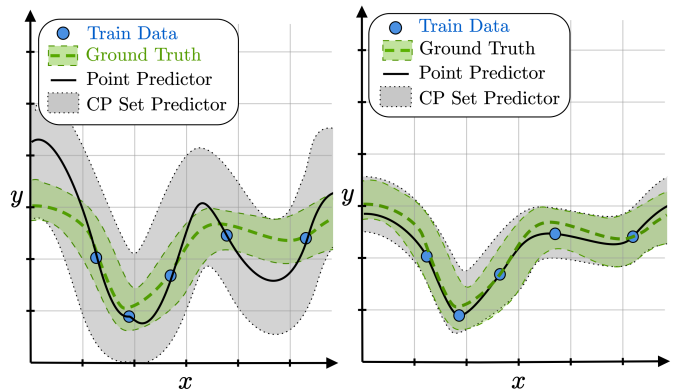 Train Data
Ground Truth
Point Predictor
CP Set Predictor
y
x
Train Data
Ground Truth
Point Predictor
CP Set Predictor
y
x